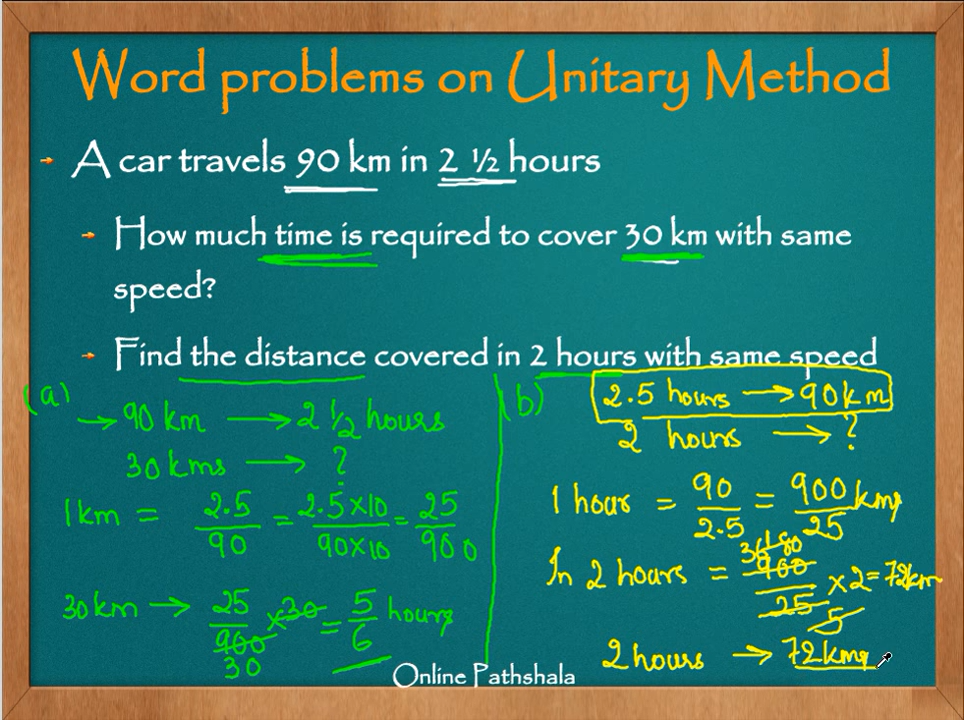 Word problems on Unitary Method
A car travels 90 km in 2 ½ hours
How much time is required to cover 30 km with same
speed?
Find the distance covered in 2 hours with same speed
(a)
→ 90 km → 2 1/2 hours
30 kms → ?
1 km = 2.5/90 = 2.5×10/90×10 = 25/900
30 km → 25/900 × 30 = 5/6 hours
30
(b)
2.5 hours → 90 km
2 hours → ?
1 hour = 90/2.5 = 900/25 kms
36 180
In 2 hours = 900/25 × 2 = 72 km
5
2 hours → 72 kms
Online Pathshala